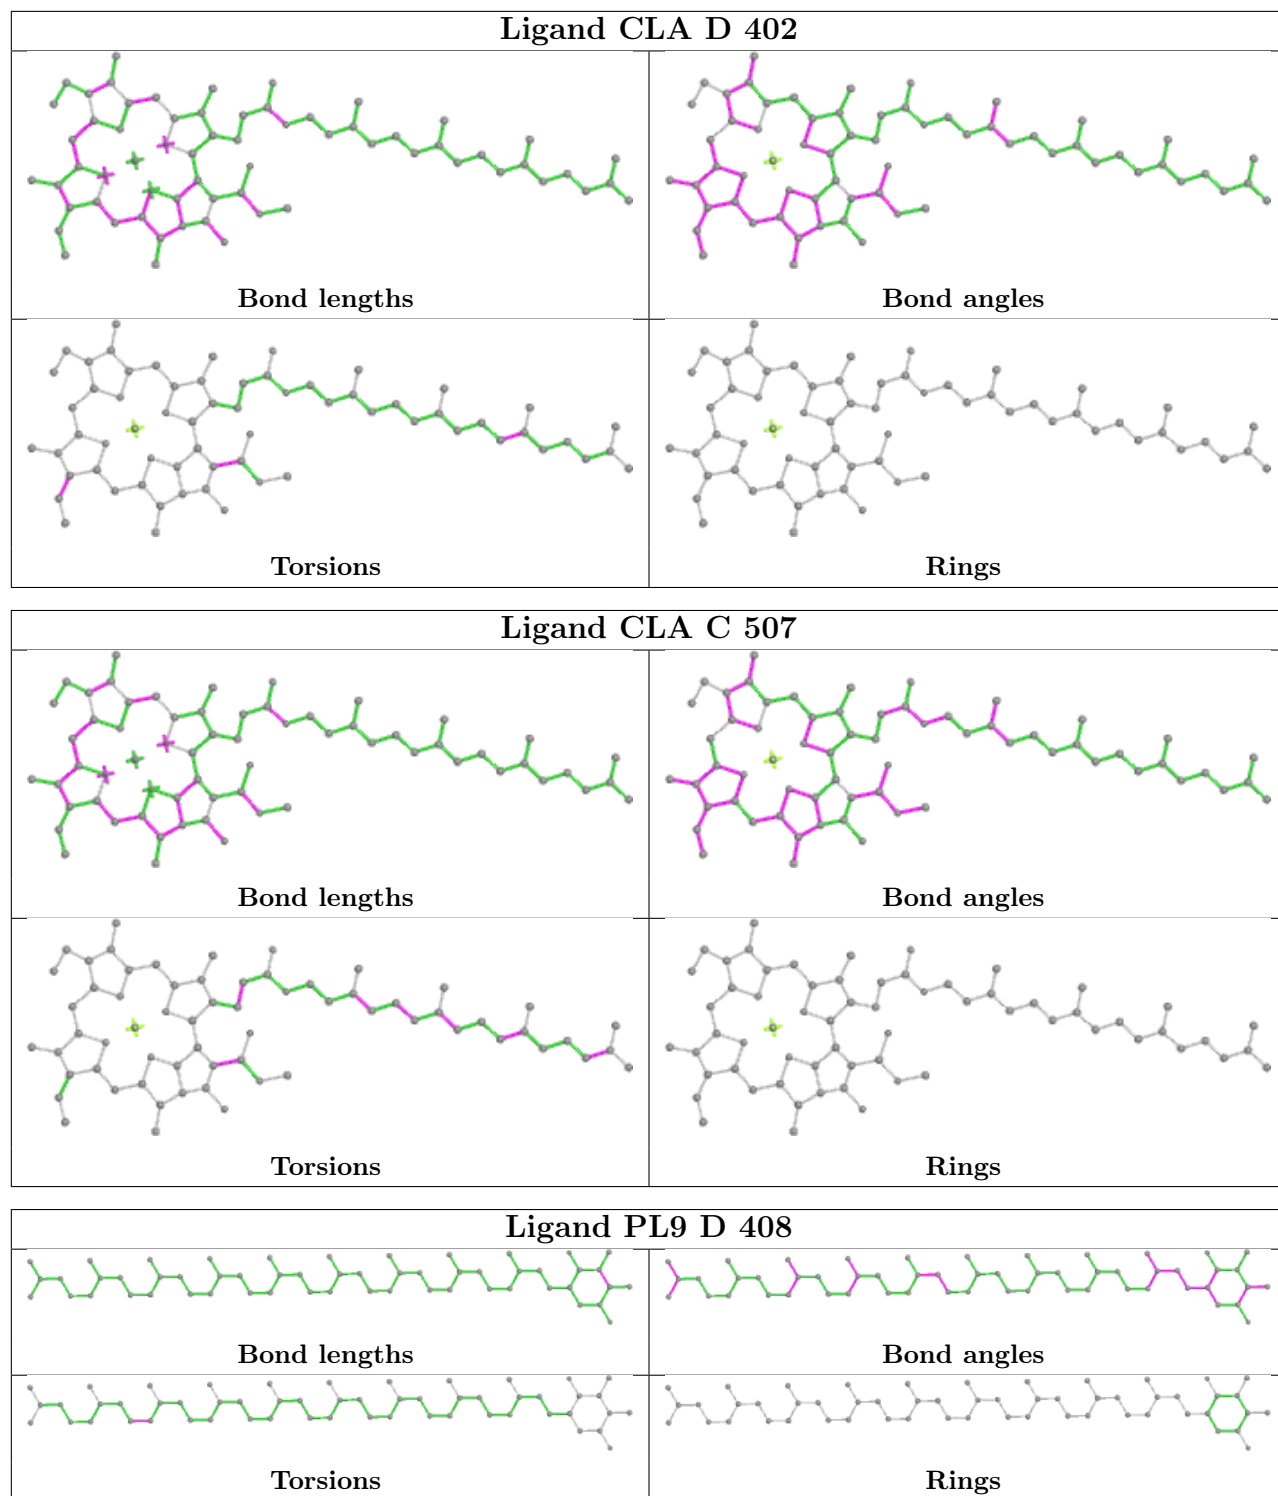 Ligand CLA D 402
Bond lengths
Bond angles
Torsions
Rings
Ligand CLA C 507
Bond lengths
Bond angles
Torsions
Rings
Ligand PL9 D 408
Bond lengths
Bond angles
Torsions
Rings